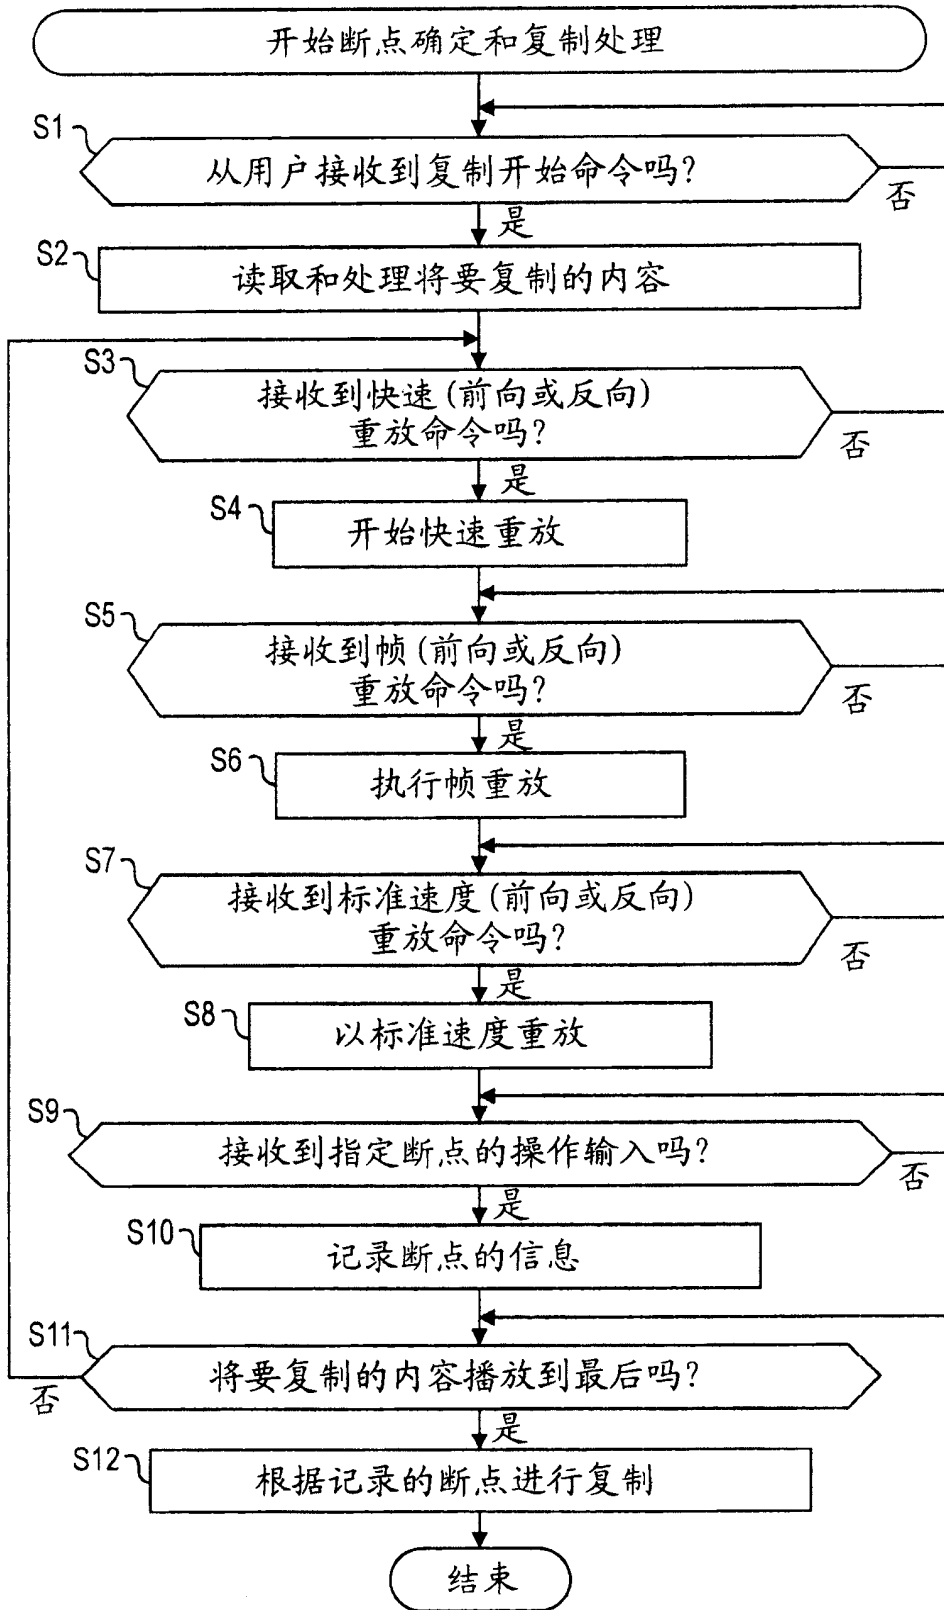 开始断点确定和复制处理
S1
从用户接收到复制开始命令吗?
否
是
S2
读取和处理将要复制的内容
S3
接收到快速(前向或反向)
重放命令吗?
否
是
S4
开始快速重放
S5
接收到帧(前向或反向)
重放命令吗?
否
是
S6
执行帧重放
S7
接收到标准速度(前向或反向)
重放命令吗?
否
是
S8
以标准速度重放
S9
接收到指定断点的操作输入吗?
否
是
S10
记录断点的信息
S11
将要复制的内容播放到最后吗?
否
是
S12
根据记录的断点进行复制
结束